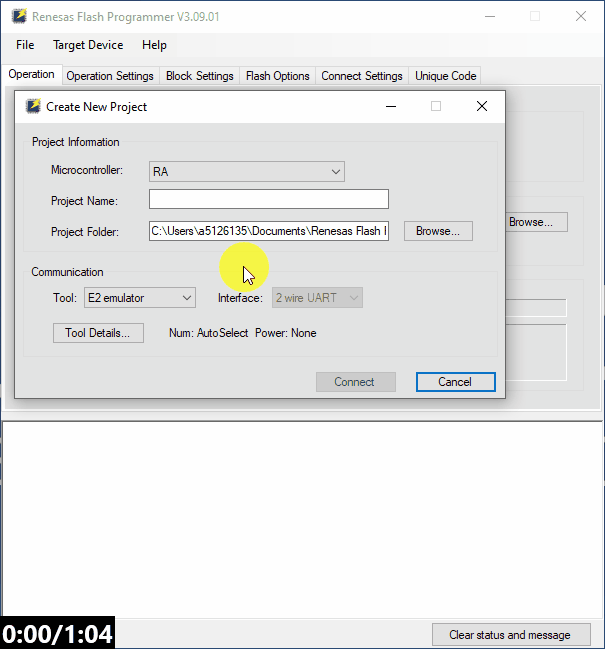 Renesas Flash Programmer V3.09.01
File Target Device Help
Operation Operation Settings Block Settings Flash Options Connect Settings Unique Code
Create New Project
Project Information
Microcontroller: RA
Project Name:
Project Folder: C:\Users\a5126135\Documents\Renesas Flash Browse...
Browse...
Communication
Tool: E2 emulator Interface: 2 wire UART
Tool Details... Num: AutoSelect Power: None
Connect Cancel
0:00/1:04
Clear status and message